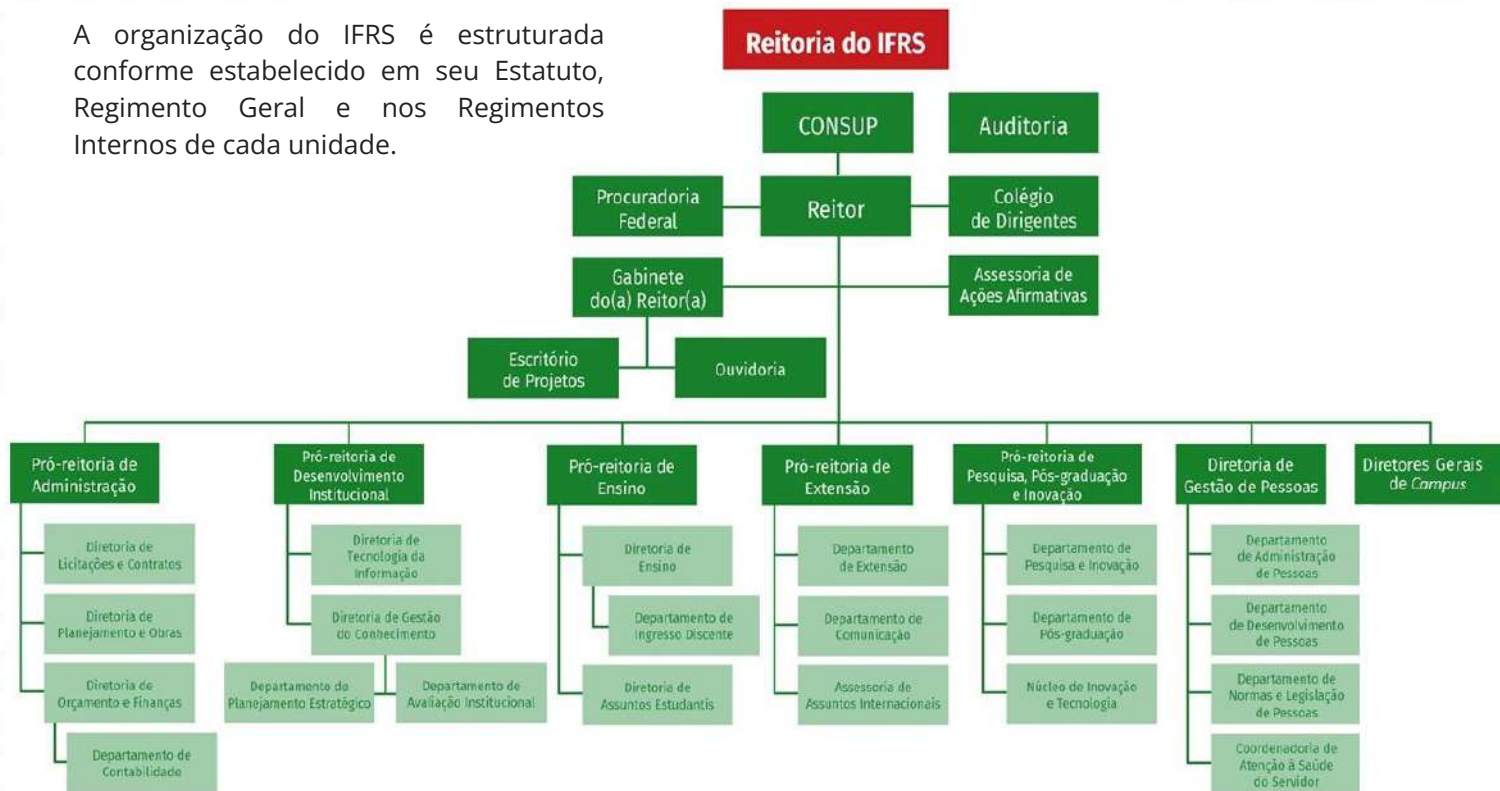 A organização do IFRS é estruturada
conforme estabelecido em seu Estatuto,
Regimento Geral e nos Regimentos
Internos de cada unidade.
Reitoria do IFRS
CONSUP
Auditoria
Procuradoria
Federal
Reitor
Colégio
de Dirigentes
Gabinete
do(a) Reitor(a)
Assessoria de
Ações Afirmativas
Escritório
de Projetos
Ouvidoria
Pró-reitoria de
Administração
Diretoria de
Licitações e Contratos
Diretoria de
Planejamento e Obras
Diretoria de
Orçamento e Finanças
Departamento de
Contabilidade
Pró-reitoria de
Desenvolvimento
Institucional
Diretoria de
Tecnologia da
Informação
Diretoria de Gestão
do Conhecimento
Departamento de
Planejamento Estratégico
Departamento de
Avaliação Institucional
Pró-reitoria de
Ensino
Diretoria de
Ensino
Departamento de
Ingresso Discente
Diretoria de
Assuntos Estudantis
Pró-reitoria de
Extensão
Departamento
de Extensão
Departamento de
Comunicação
Assessoria de
Assuntos Internacionais
Pró-reitoria de
Pesquisa, Pós-graduação
e Inovação
Departamento de
Pesquisa e Inovação
Departamento de
Pós-graduação
Núcleo de Inovação
e Tecnologia
Diretoria de
Gestão de Pessoas
Departamento
de Administração
de Pessoas
Departamento
de Desenvolvimento
de Pessoas
Departamento de
Normas e Legislação
de Pessoas
Coordenadoria de
Atenção à Saúde
do Servidor
Diretores Gerais
de Campus